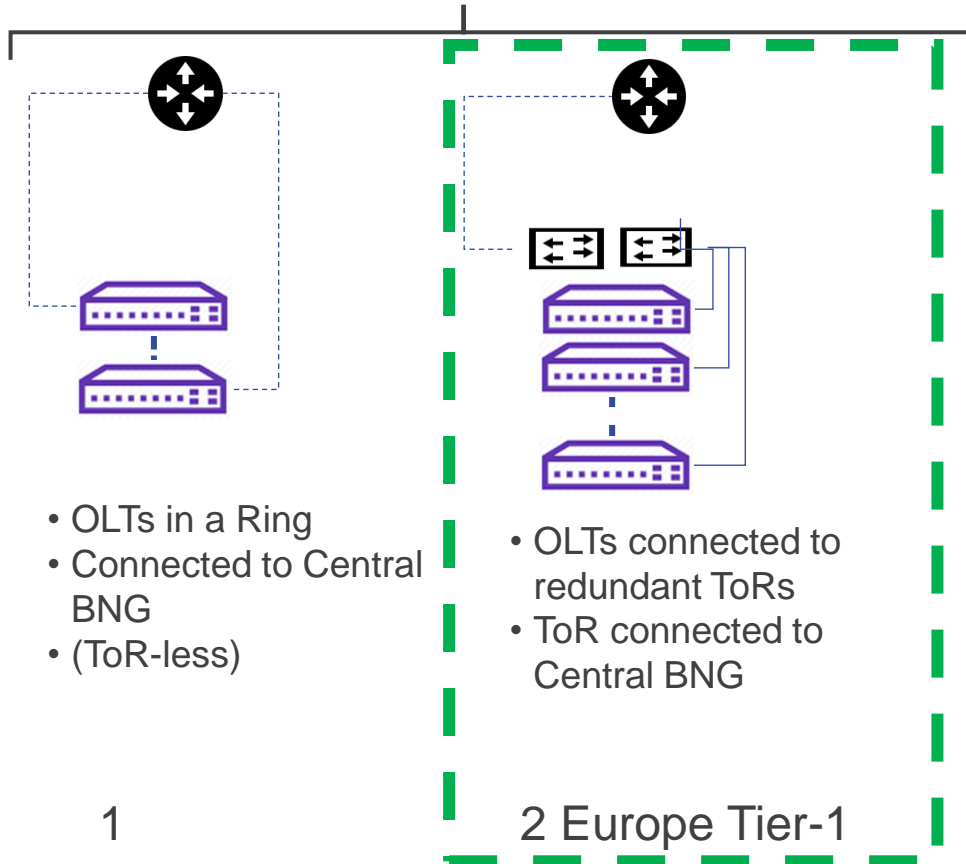 • OLTs in a Ring
• Connected to Central
BNG
• (ToR-less)
1
• OLTs connected to
redundant ToRs
• ToR connected to
Central BNG
2 Europe Tier-1